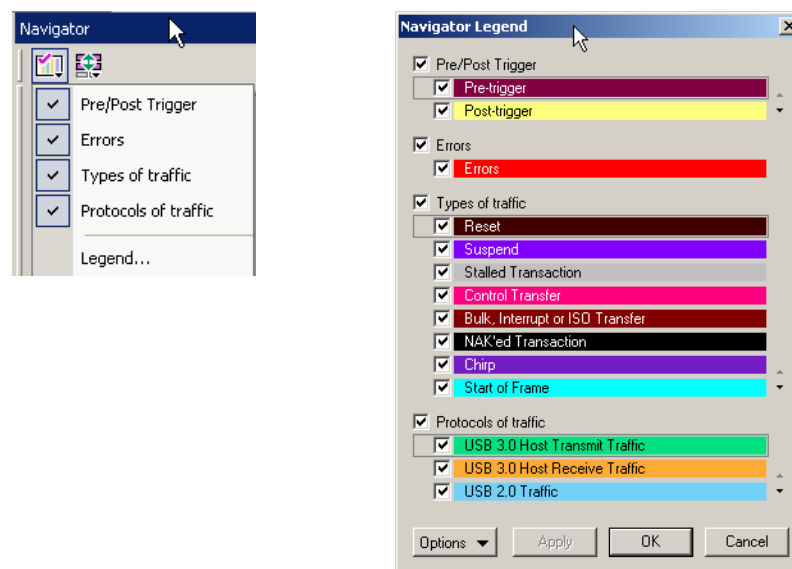 Navigator
Pre/Post Trigger
Errors
Types of traffic
Protocols of traffic
Legend...
Navigator Legend
Pre/Post Trigger
Pre-trigger
Post-trigger
Errors
Errors
Types of traffic
Reset
Suspend
Stalled Transaction
Control Transfer
Bulk, Interrupt or ISO Transfer
NAK'ed Transaction
Chirp
Start of Frame
Protocols of traffic
USB 3.0 Host Transmit Traffic
USB 3.0 Host Receive Traffic
USB 2.0 Traffic
Options Apply OK Cancel